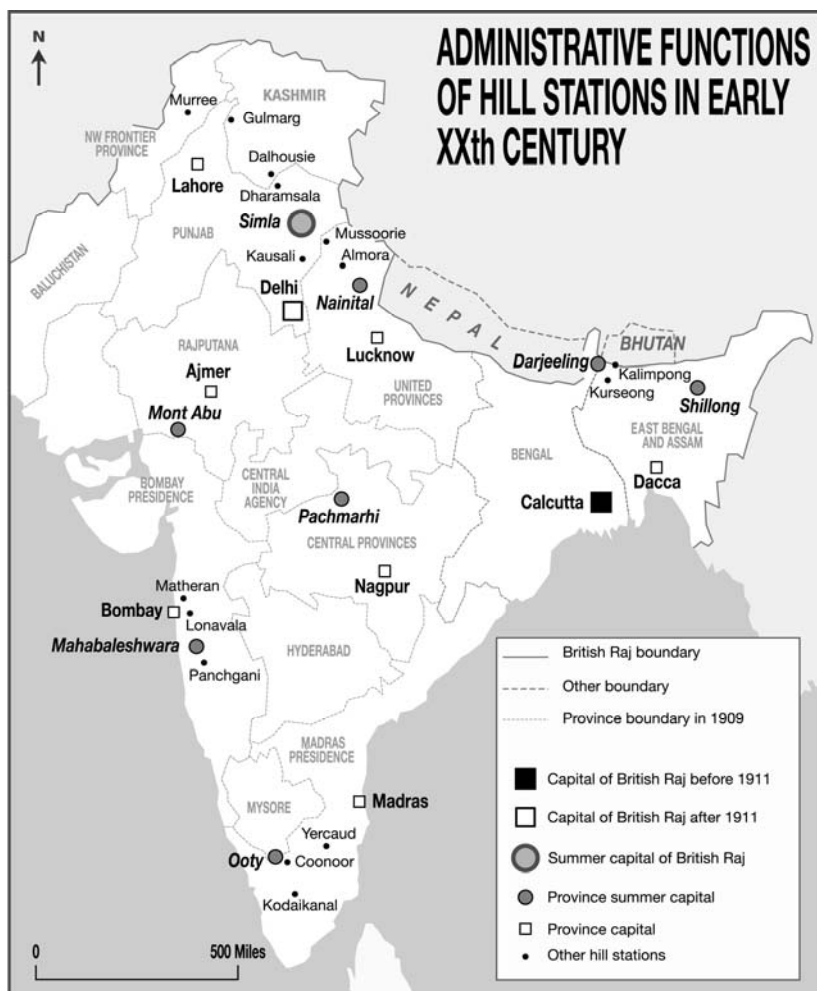 ADMINISTRATIVE FUNCTIONS
OF HILL STATIONS IN EARLY
XXth CENTURY
N
Murree
KASHMIR
Gulmarg
NW FRONTIER
PROVINCE
Lahore
Dalhousie
Dharamsala
Simla
PUNJAB
Mussoorie
Kausali
Almora
BALUCHISTAN
Delhi
Nainital
NEPAL
RAJPUTANA
Ajmer
Lucknow
Darjeeling
BHUTAN
Kalimpong
Kurseong
Shillong
UNITED
PROVINCES
Mont Abu
EAST BENGAL
AND ASSAM
BENGAL
Dacca
BOMBAY
PRESIDENCE
CENTRAL
INDIA
AGENCY
Pachmarhi
Calcutta
CENTRAL PROVINCES
Nagpur
Matheran
Bombay
Lonavala
Mahabaleshwara
Panchgani
HYDERABAD
MADRAS
PRESIDENCE
MYSORE
Madras
Yercaud
Ooty
Coonoor
Kodaikanal
0
500 Miles
British Raj boundary
Other boundary
Province boundary in 1909
Capital of British Raj before 1911
Capital of British Raj after 1911
Summer capital of British Raj
Province summer capital
Province capital
Other hill stations